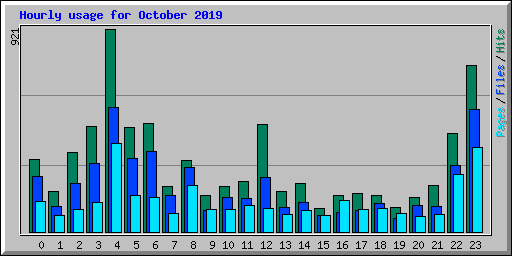 Hourly usage for October 2019
921
Pages / Files / Hits
0 1 2 3 4 5 6 7 8 9 10 11 12 13 14 15 16 17 18 19 20 21 22 23